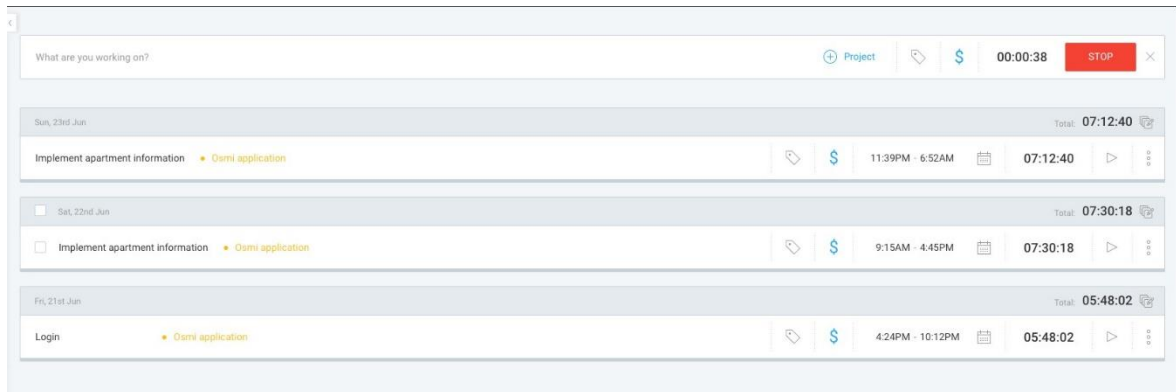 What are you working on? Project $ 00:00:38 STOP
Sun, 23rd Jun Total: 07:12:40
Implement apartment information • Osmi application $ 11:39PM - 6:52AM 07:12:40
Sat, 22nd Jun Total: 07:30:18
Implement apartment information • Osmi application $ 9:15AM - 4:45PM 07:30:18
Fri, 21st Jun Total: 05:48:02
Login • Osmi application $ 4:24PM - 10:12PM 05:48:02